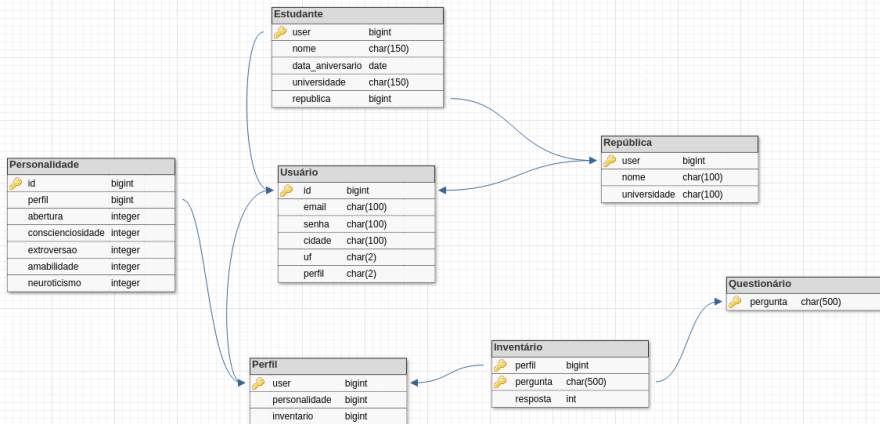 Estudante
user bigint
nome char(150)
data_aniversario date
universidade char(150)
republica bigint
República
user bigint
nome char(100)
universidade char(100)
Personalidade
id bigint
perfil bigint
abertura integer
conscienciosidade integer
extroversao integer
amabilidade integer
neuroticismo integer
Usuário
id bigint
email char(100)
senha char(100)
cidade char(100)
uf char(2)
perfil char(2)
Questionário
pergunta char(500)
Inventário
perfil bigint
pergunta char(500)
resposta int
Perfil
user bigint
personalidade bigint
inventario bigint